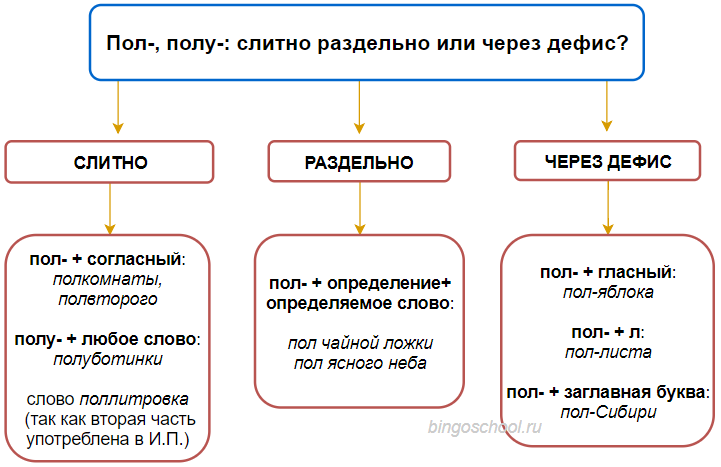 Пол-, полу-: слитно раздельно или через дефис?
СЛИТНО
пол- + согласный:
полкомнаты,
полвторого
полу- + любое слово:
полуботинки
слово поллитровка
(так как вторая часть
употреблена в И.П.)
РАЗДЕЛЬНО
пол- + определение+
определяемое слово:
пол чайной ложки
пол ясного неба
ЧЕРЕЗ ДЕФИС
пол- + гласный:
пол-яблока
пол- + л:
пол-листа
пол- + заглавная буква:
пол-Сибири
bingoschool.ru